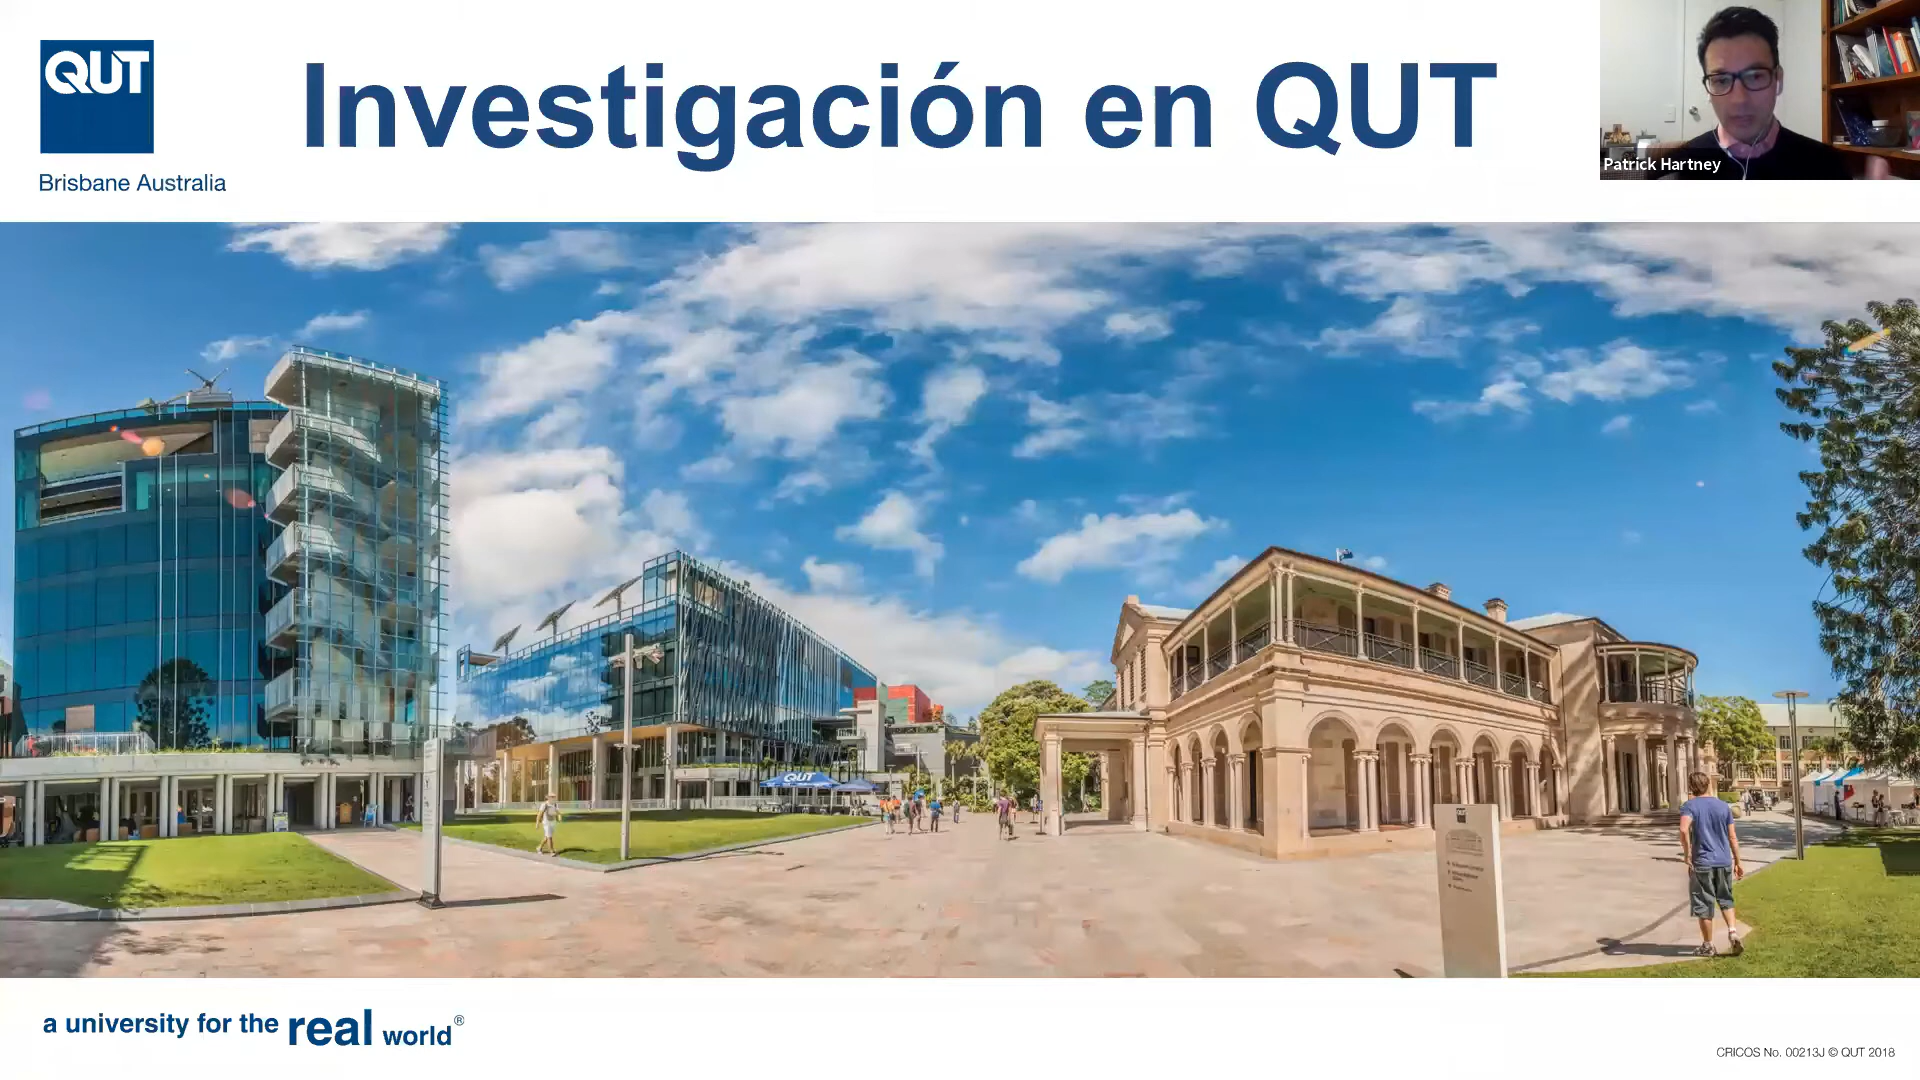 QUT
Investigación en QUT
Brisbane Australia
Patrick Hartney
QUT
QUT
a university for the real world®
CRICOS No. 00213J © QUT 2018